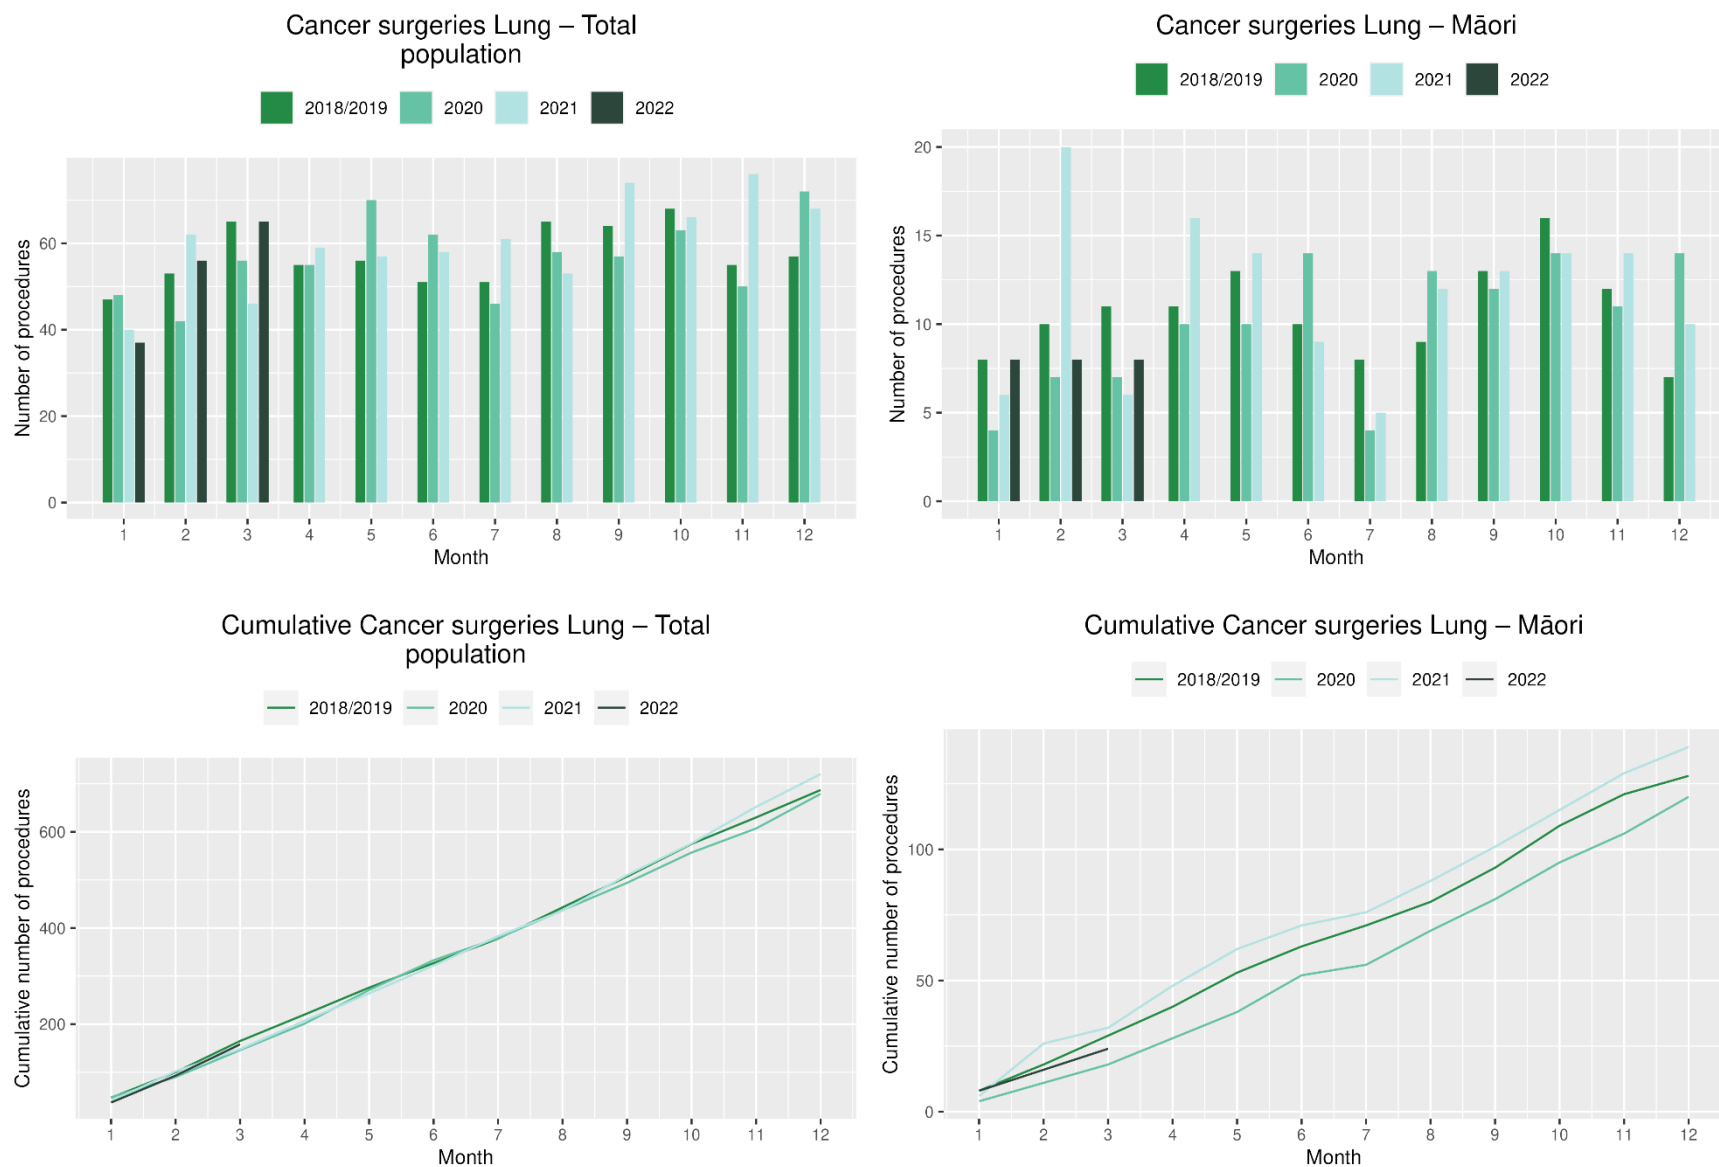 Cancer surgeries Lung – Total
population
2018/2019 2020 2021 2022
Number of procedures
60
40
20
0
1 2 3 4 5 6 7 8 9 10 11 12
Month
Cancer surgeries Lung – Māori
2018/2019 2020 2021 2022
Number of procedures
20
15
10
5
0
1 2 3 4 5 6 7 8 9 10 11 12
Month
Cumulative Cancer surgeries Lung – Total
population
2018/2019 2020 2021 2022
Cumulative number of procedures
600
400
200
1 2 3 4 5 6 7 8 9 10 11 12
Month
Cumulative Cancer surgeries Lung – Māori
2018/2019 2020 2021 2022
Cumulative number of procedures
100
50
0
1 2 3 4 5 6 7 8 9 10 11 12
Month